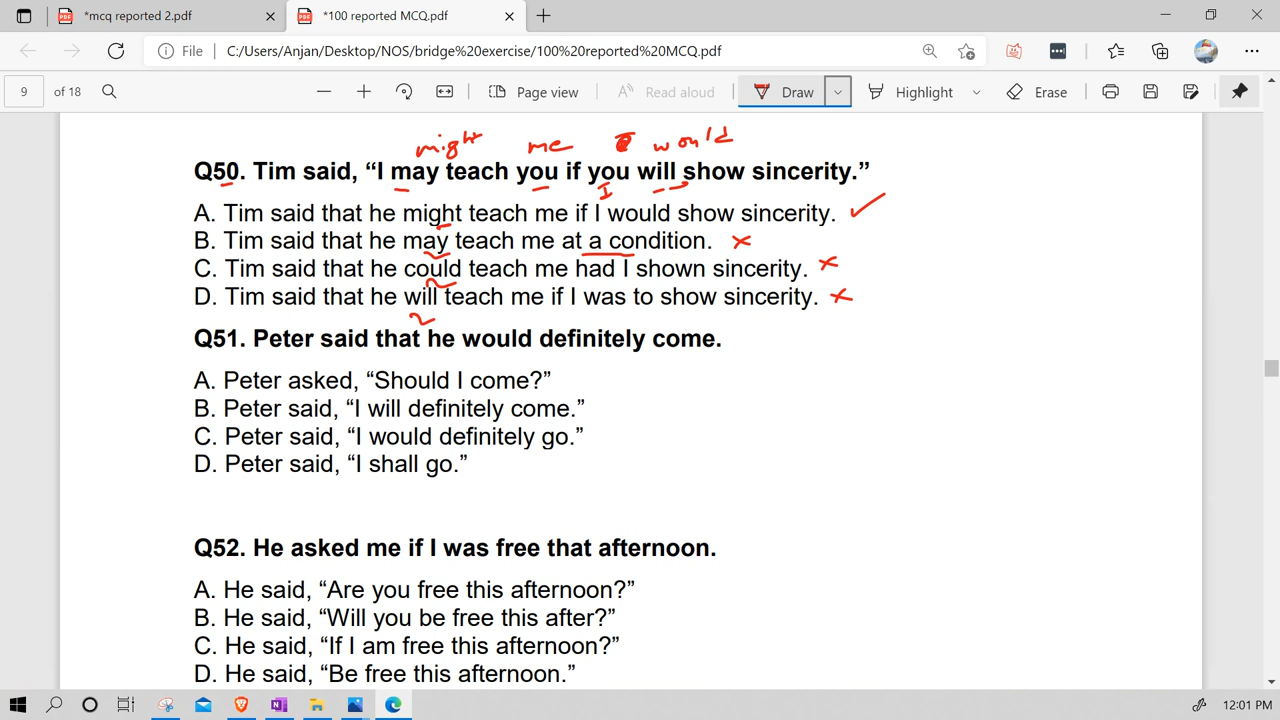 *mcq reported 2.pdf
*100 reported MCQ.pdf
File C:/Users/Anjan/Desktop/NOS/bridge%20exercise/100%20reported%20MCQ.pdf
9 of 18 Page view Read aloud Draw Highlight Erase
might me would
Q50. Tim said, “I may teach you if you will show sincerity.”
I
A. Tim said that he might teach me if I would show sincerity.
B. Tim said that he may teach me at a condition.
C. Tim said that he could teach me had I shown sincerity.
D. Tim said that he will teach me if I was to show sincerity.
Q51. Peter said that he would definitely come.
A. Peter asked, “Should I come?”
B. Peter said, “I will definitely come.”
C. Peter said, “I would definitely go.”
D. Peter said, “I shall go.”
Q52. He asked me if I was free that afternoon.
A. He said, “Are you free this afternoon?”
B. He said, “Will you be free this after?”
C. He said, “If I am free this afternoon?”
D. He said, “Be free this afternoon.”
12:01 PM